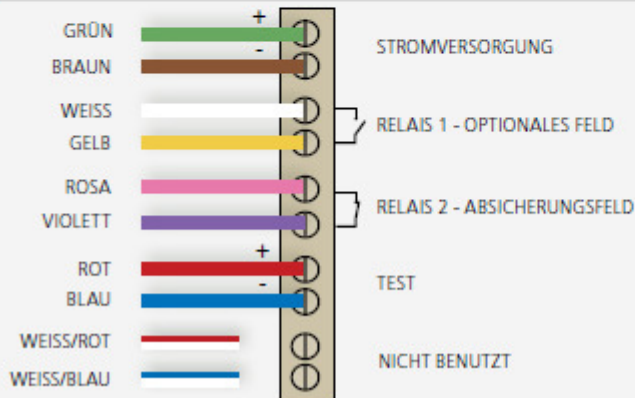 GRÜN
+
STROMVERSORGUNG
-
BRAUN
WEISS
RELAIS 1 - OPTIONALES FELD
GELB
ROSA
RELAIS 2 - ABSICHERUNGSFELD
VIOLETT
+
ROT
TEST
-
BLAU
WEISS/ROT
NICHT BENUTZT
WEISS/BLAU